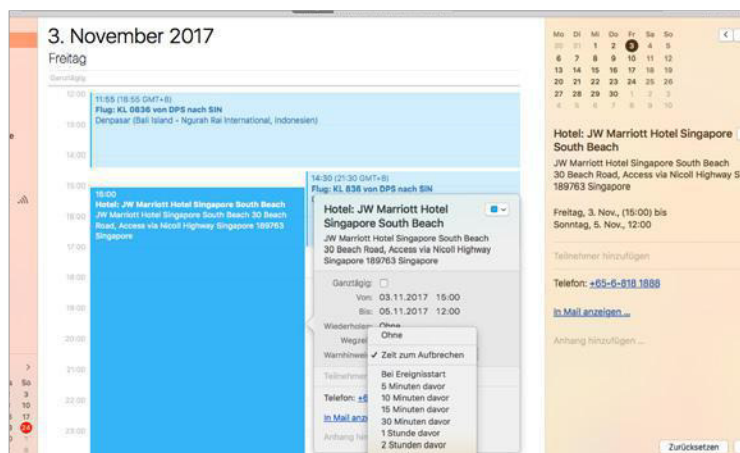 3. November 2017
Freitag
Ganztägig
12:00
13:00
14:00
15:00
16:00
17:00
18:00
19:00
20:00
21:00
22:00
23:00
11:55 (18:55 GMT+8)
Flug: KL 0836 von DPS nach SIN
Denpasar (Bali Island - Ngurah Rai International, Indonesien)
14:30 (21:30 GMT+8)
Flug: KL 836 von DPS nach SIN
15:00
Hotel: JW Marriott Hotel Singapore South Beach
JW Marriott Hotel Singapore South Beach 30 Beach
Road, Access via Nicoll Highway Singapore 189763
Singapore
Hotel: JW Marriott Hotel
Singapore South Beach
JW Marriott Hotel Singapore South Beach
30 Beach Road, Access via Nicoll Highway
Singapore 189763 Singapore
Ganztägig:
Von: 03.11.2017 15:00
Bis: 05.11.2017 12:00
Wiederholen: Ohne
Wegzei
Warnhinweis
Teilnehmer
Telefon: +6
In Mail anz
Anhang hin
Ohne
✓ Zeit zum Aufbrechen
Bei Ereignisstart
5 Minuten davor
10 Minuten davor
15 Minuten davor
30 Minuten davor
1 Stunde davor
2 Stunden davor
Mo Di Mi Do Fr Sa So
30 31 1 2 3 4 5
6 7 8 9 10 11 12
13 14 15 16 17 18 19
20 21 22 23 24 25 26
27 28 29 30 1 2 3
4 5 6 7 8 9 10
Hotel: JW Marriott Hotel Singapore
South Beach
JW Marriott Hotel Singapore South Beach
30 Beach Road, Access via Nicoll Highway S
189763 Singapore
Freitag, 3. Nov., (15:00) bis
Sonntag, 5. Nov., 12:00
Teilnehmer hinzufügen
Telefon: +65-6-818 1888
In Mail anzeigen ...
Anhang hinzufügen ...
Zurücksetzen
So
3
10
17
24